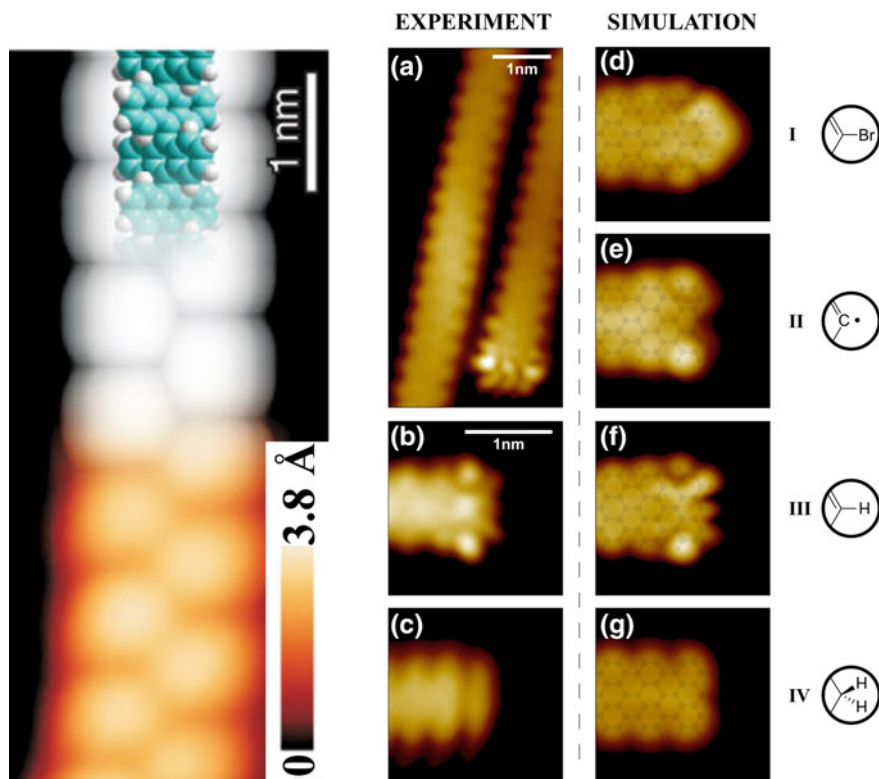 EXPERIMENT
SIMULATION
1 nm
3.8 Å
0
(a)
1nm
(d)
I
Br
(e)
II
C •
(b)
1nm
(f)
III
H
(c)
(g)
IV
H
H